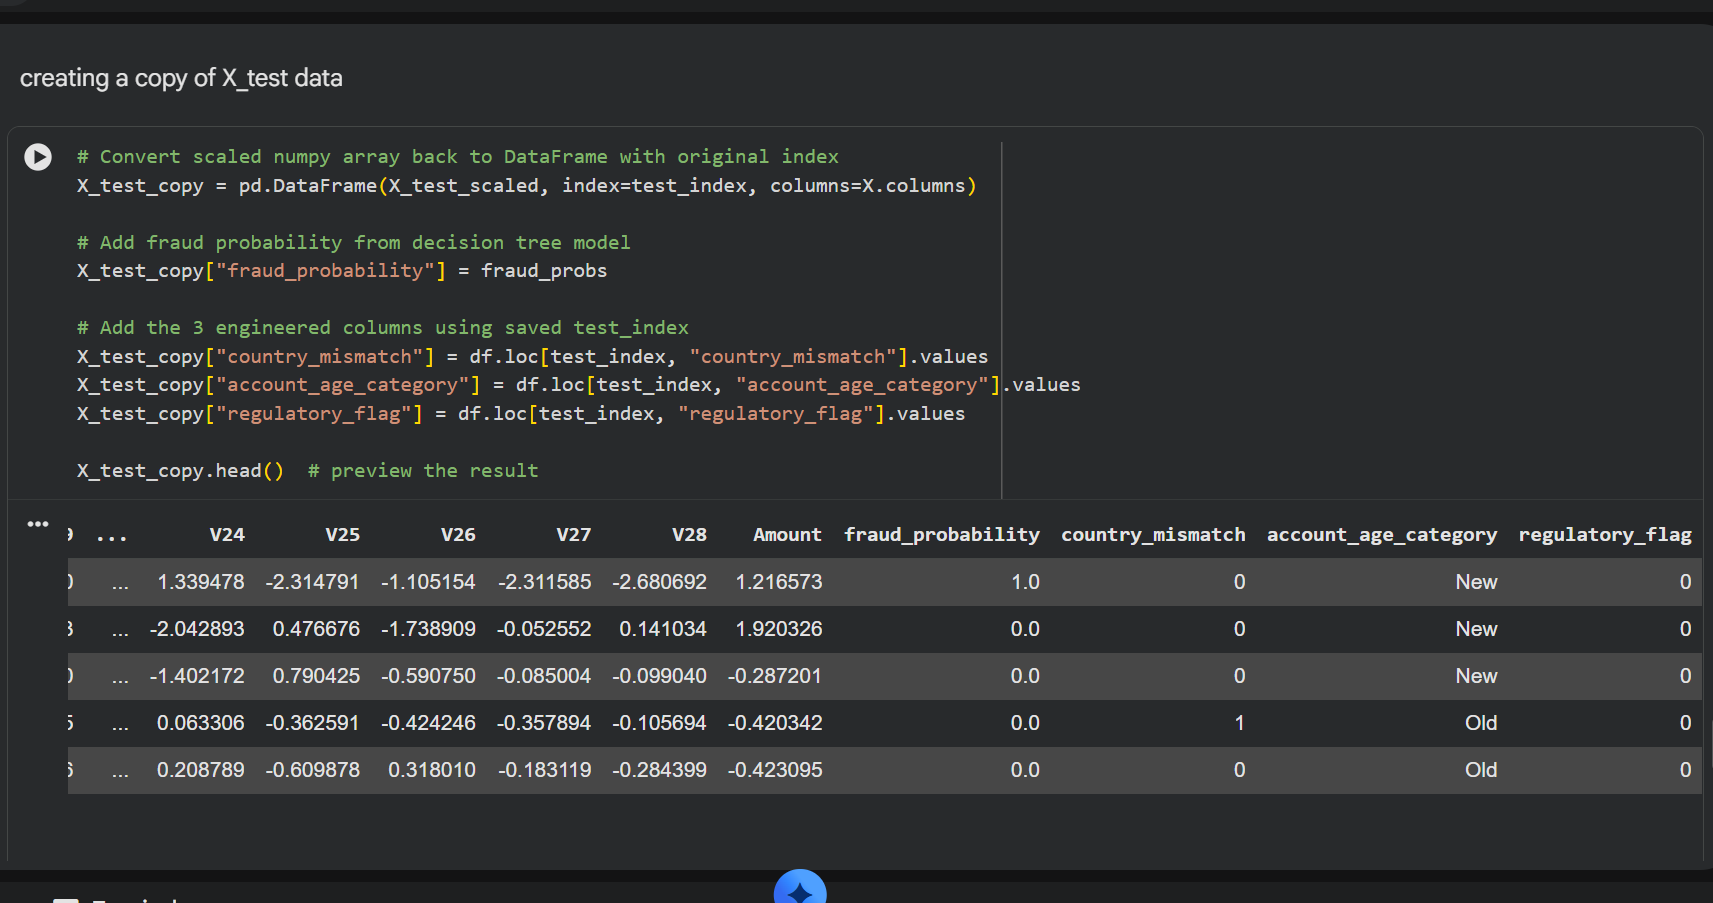 creating a copy of X_test data
# Convert scaled numpy array back to DataFrame with original index
X_test_copy = pd.DataFrame(X_test_scaled, index=test_index, columns=X.columns)
# Add fraud probability from decision tree model
X_test_copy["fraud_probability"] = fraud_probs
# Add the 3 engineered columns using saved test_index
X_test_copy["country_mismatch"] = df.loc[test_index, "country_mismatch"].values
X_test_copy["account_age_category"] = df.loc[test_index, "account_age_category"].values
X_test_copy["regulatory_flag"] = df.loc[test_index, "regulatory_flag"].values
X_test_copy.head()  # preview the result
... V24 V25 V26 V27 V28 Amount fraud_probability country_mismatch account_age_category regulatory_flag
... 1.339478 -2.314791 -1.105154 -2.311585 -2.680692 1.216573 1.0 0 New 0
... -2.042893 0.476676 -1.738909 -0.052552 0.141034 1.920326 0.0 0 New 0
... -1.402172 0.790425 -0.590750 -0.085004 -0.099040 -0.287201 0.0 0 New 0
... 0.063306 -0.362591 -0.424246 -0.357894 -0.105694 -0.420342 0.0 1 Old 0
... 0.208789 -0.609878 0.318010 -0.183119 -0.284399 -0.423095 0.0 0 Old 0